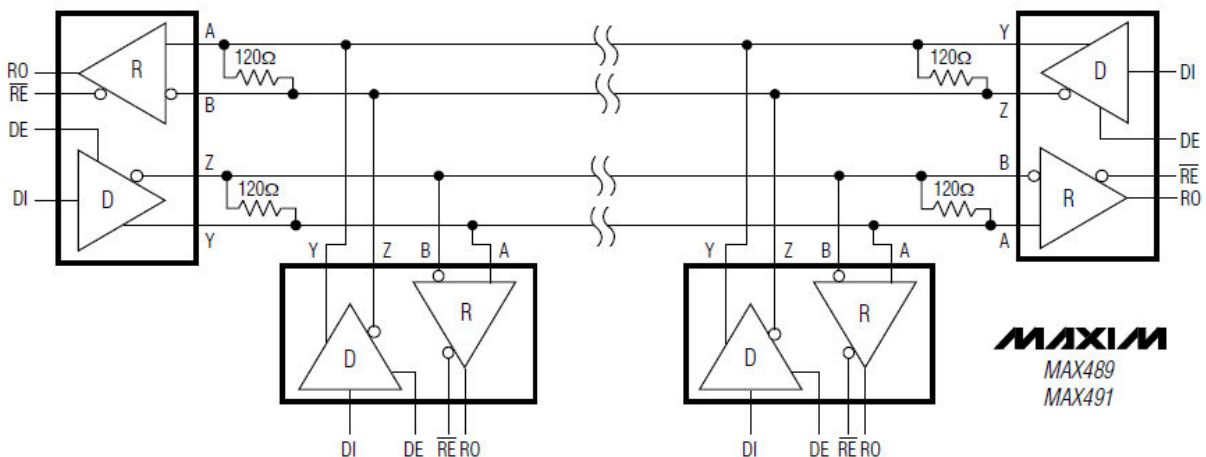 A Y
120Ω 120Ω
RO R D DI
RE
B Z
DE DE
Z B
RE
120Ω 120Ω
DI D R RO
Y A
Y Z B A Y Z B A
R R
D D
MAXIM
MAX489
MAX491
DI DE RE RO DI DE RE RO